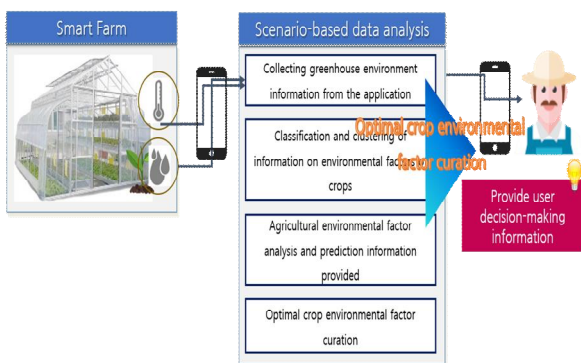 Smart Farm
Scenario-based data analysis
Collecting greenhouse environment
information from the application
Classification and clustering of
information on environmental factors
crops
Agricultural environmental factor
analysis and prediction information
provided
Optimal crop environmental factor
curation
Optimal crop environmental
factor curation
Provide user
decision-making
information